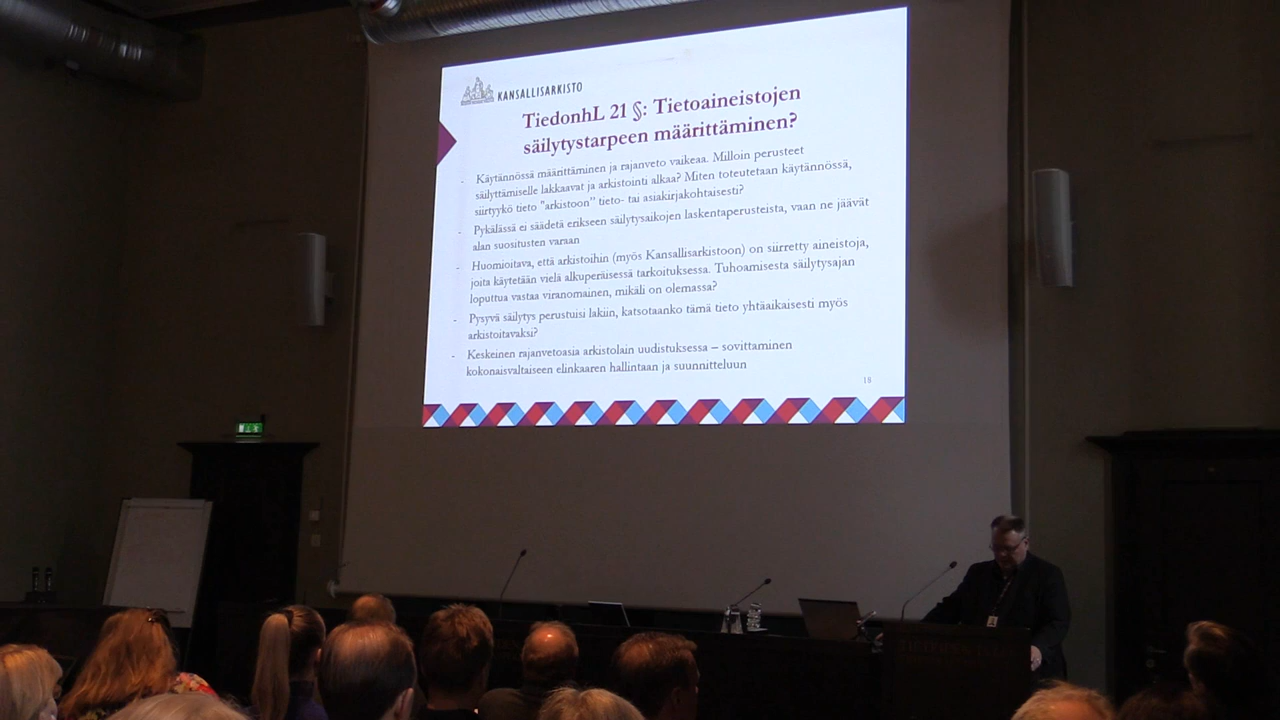 KANSALLISARKISTO
TiedonhL 21 §: Tietoaineistojen
säilytystarpeen määrittäminen?
- Käytännössä määrittäminen ja rajanveto vaikeaa. Milloin perusteet
säilyttämiselle lakkaavat ja arkistointi alkaa? Miten toteutetaan käytännössä,
siirtyykö tieto "arkistoon" tieto- tai asiakirjakohtaisesti?
- Pykälässä ei säädetä erikseen säilytysaikojen laskentaperusteista, vaan ne jäävät
alan suositusten varaan
- Huomioitava, että arkistoihin (myös Kansallisarkistoon) on siirretty aineistoja,
joita käytetään vielä alkuperäisessä tarkoituksessa. Tuhoamisesta säilytysajan
loputtua vastaa viranomainen, mikäli on olemassa?
- Pysyvä säilytys perustuisi lakiin, katsotaanko tämä tieto yhtäaikaisesti myös
arkistoitavaksi?
- Keskeinen rajanvetoasia arkistolain uudistuksessa – sovittaminen
kokonaisvaltaiseen elinkaaren hallintaan ja suunnitteluun
18